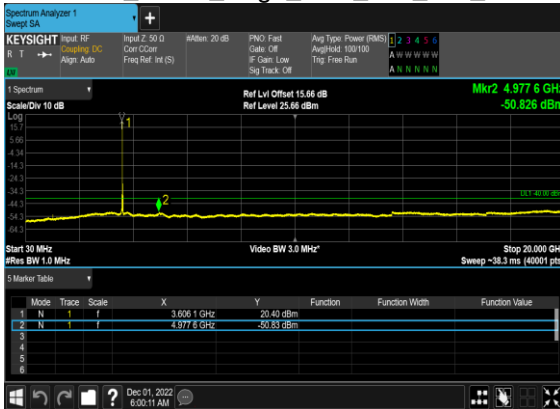 Spectrum Analyzer 1
Swept SA
+
KEYSIGHT Input: RF Input Z: 50 Ω #Atten: 20 dB PNO: Fast Avg Type: Power (RMS) 1 2 3 4 5 6
R T Coupling: DC Corr CCorr Gate: Off Avg|Hold: 100/100 A W W W W W
Align: Auto Freq Ref: Int (S) IF Gain: Low Trig: Free Run
Sig Track: Off A N N N N N
1 Spectrum Ref Lvl Offset 15.66 dB Mkr2 4.977 6 GHz
Scale/Div 10 dB Ref Level 25.66 dBm -50.826 dBm
Log
15.7
5.66
-4.34
-14.3
-24.3
-34.3
-44.3
-54.3
-64.3
1
2
DL1 -40.00 dBm
Start 30 MHz Video BW 3.0 MHz* Stop 20.000 GHz
#Res BW 1.0 MHz Sweep ~38.3 ms (40001 pts)
5 Marker Table
Mode Trace Scale X Y Function Function Width Function Value
1 N 1 f 3.606 1 GHz 20.40 dBm
2 N 1 f 4.977 6 GHz -50.83 dBm
3
4
5
6
? Dec 01, 2022
6:00:11 AM